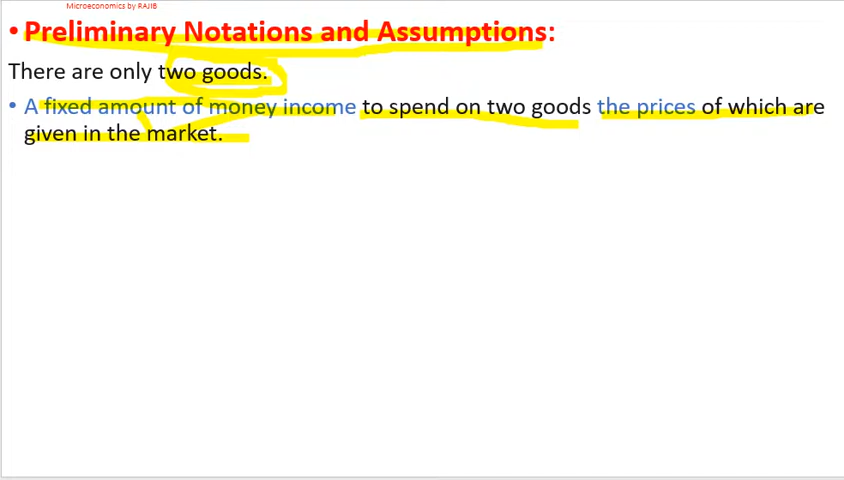 Microeconomics by RAJIB
• Preliminary Notations and Assumptions:
There are only two goods.
• A fixed amount of money income to spend on two goods the prices of which are
given in the market.